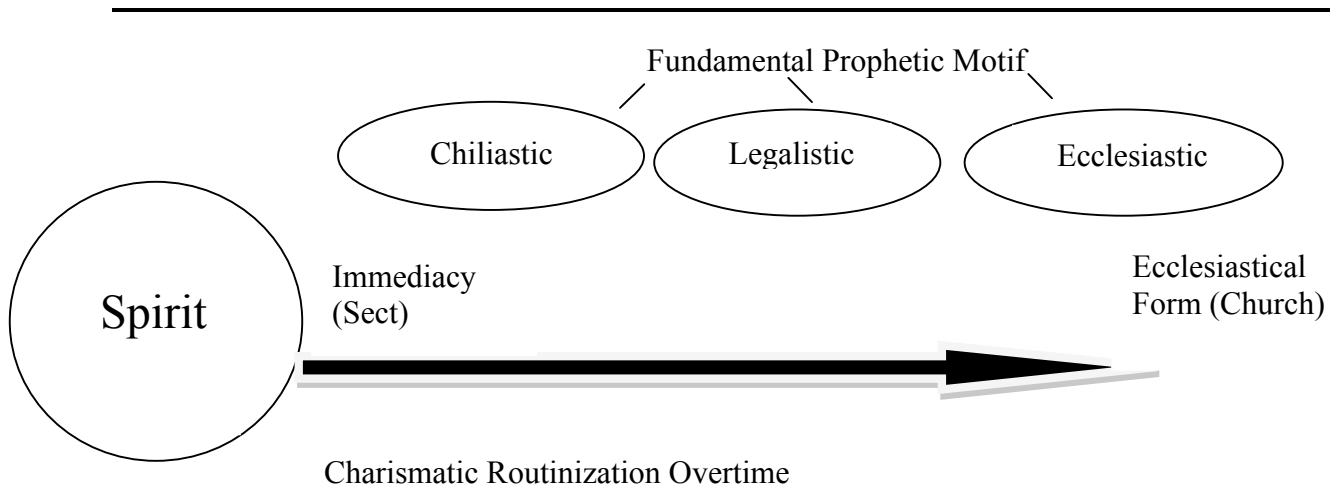 Fundamental Prophetic Motif
Chiliastic
Legalistic
Ecclesiastic
Spirit
Immediacy
(Sect)
Ecclesiastical
Form (Church)
Charismatic Routinization Overtime